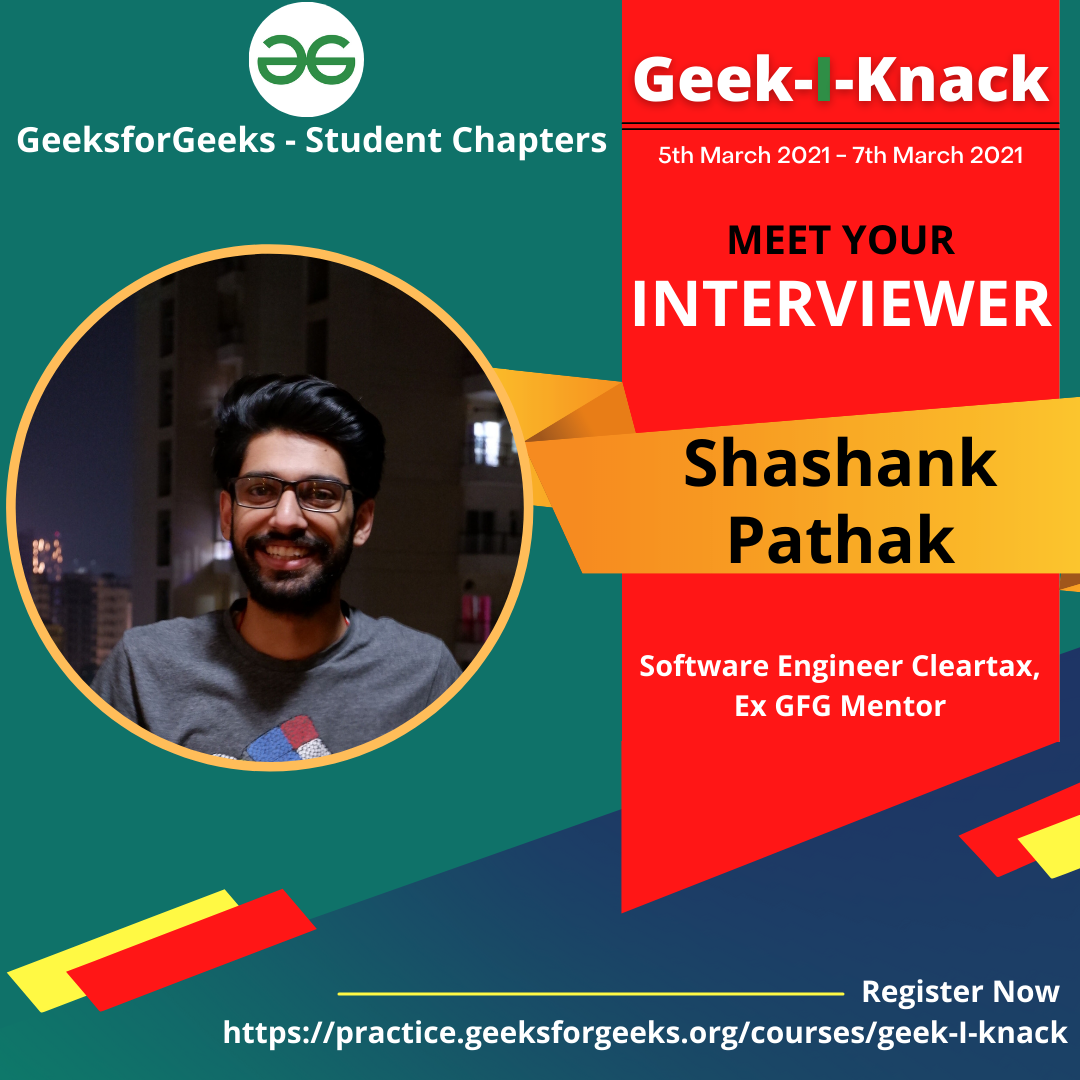 GeeksforGeeks - Student Chapters
Geek-I-Knack
5th March 2021 - 7th March 2021
MEET YOUR
INTERVIEWER
Shashank
Pathak
Software Engineer Cleartax,
Ex GFG Mentor
Register Now
https://practice.geeksforgeeks.org/courses/geek-I-knack